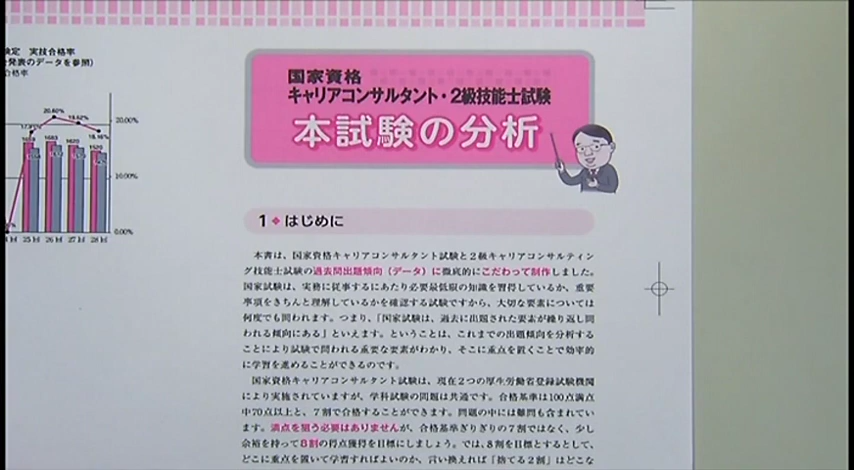 検定 実技合格率
発表のデータを参照)
合格率
20.80%
18.62%
18.16%
20.00%
10.00%
0.00%
25回 26回 27回 28回
国家資格
キャリアコンサルタント・2級技能士試験
本試験の分析
1 はじめに
本書は、国家資格キャリアコンサルタント試験と2級キャリアコンサルティン
グ技能士試験の過去問出題傾向(データ)に徹底的にこだわって制作しました。
国家試験は、実務に従事するにあたり必要最低限の知識を習得しているか、重要
事項をきちんと理解しているかを確認する試験ですから、大切な要素については
何度でも問われます。つまり、「国家試験は、過去に出題された要素が繰り返し問
われる傾向にある」といえます。ということは、これまでの出題傾向を分析する
ことにより試験で問われる重要な要素がわかり、そこに重点を置くことで効率的
に学習を進めることができるのです。
国家資格キャリアコンサルタント試験は、現在2つの厚生労働省登録試験機関
により実施されていますが、学科試験の問題は共通です。合格基準は100点満点
中70点以上と、7割で合格することができます。問題の中には難問も含まれてい
ます。満点を狙う必要はありませんが、合格基準ぎりぎりの7割ではなく、少し
余裕を持って8割の得点獲得を目標にしましょう。では、8割を目標とするとして、
どこに重点を置いて学習すればよいのか、言い換えれば「捨てる2割」はどこな